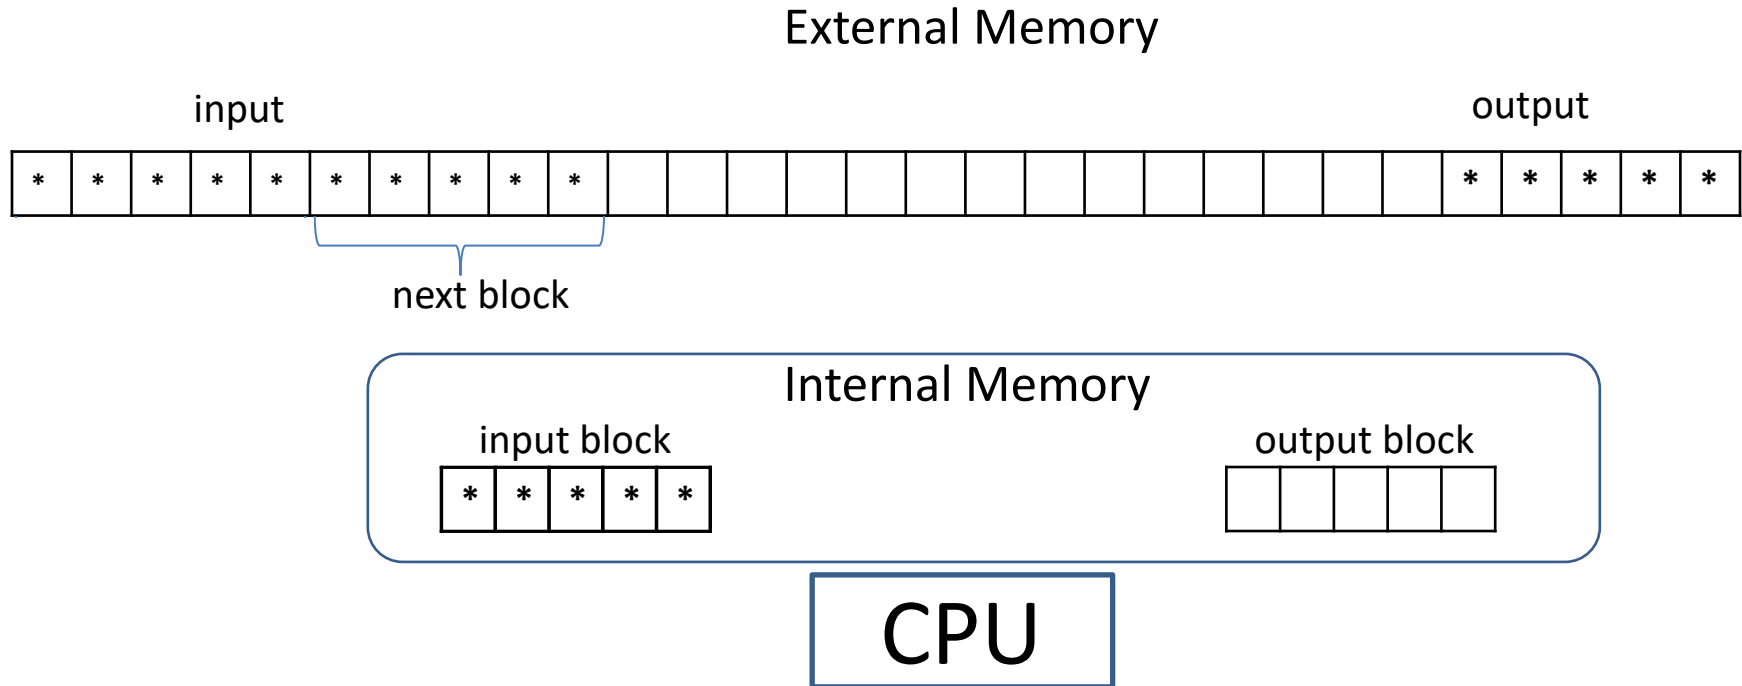 External Memory
input
output
* * * * * * * * * * * * * * *
next block
Internal Memory
input block
output block
* * * * *
CPU